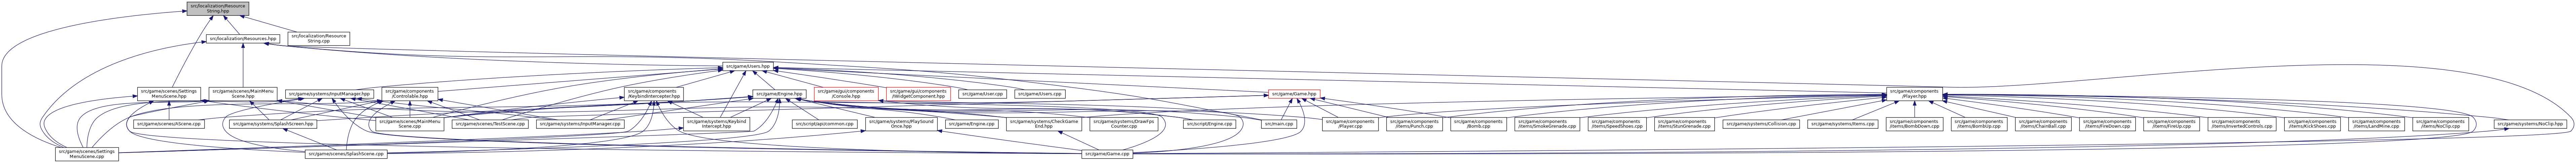 src/localization/Resource
String.hpp
src/localization/Resources.hpp
src/localization/Resource
String.cpp
src/game/Users.hpp
src/game/scenes/Settings
MenuScene.hpp
src/game/scenes/MainMenu
Scene.hpp
src/game/systems/InputManager.hpp
src/game/components
/Controlable.hpp
src/game/components
/KeyboardIntercepter.hpp
src/game/Engine.hpp
src/game/gui/components
/Console.hpp
src/game/gui/components
/WidgetComponent.hpp
src/game/User.cpp
src/game/Users.cpp
src/game/Game.hpp
src/game/components
/Player.hpp
src/game/scenes/AScene.cpp
src/game/systems/SplashScreen.hpp
src/game/scenes/MainMenu
Scene.cpp
src/game/scenes/TestScene.cpp
src/game/systems/InputManager.cpp
src/game/systems/Keybind
Intercept.hpp
src/script/api/common.cpp
src/game/systems/PlaySound
Once.hpp
src/game/Engine.cpp
src/game/systems/CheckGame
End.hpp
src/game/systems/DrawFps
Counter.cpp
src/script/Engine.cpp
src/main.cpp
src/game/components
/Player.cpp
src/game/components
/items/Punch.cpp
src/game/components
/Bomb.cpp
src/game/components
/items/SmokeGrenade.cpp
src/game/components
/items/SpeedShoes.cpp
src/game/components
/items/StunGrenade.cpp
src/game/systems/Collision.cpp
src/game/systems/Items.cpp
src/game/components
/items/BombDown.cpp
src/game/components
/items/BombUp.cpp
src/game/components
/items/ChainBall.cpp
src/game/components
/items/FireDown.cpp
src/game/components
/items/FireUp.cpp
src/game/components
/items/InvertedControls.cpp
src/game/components
/items/KickShoes.cpp
src/game/components
/items/LandMine.cpp
src/game/components
/items/NoClip.cpp
src/game/systems/NoClip.hpp
src/game/scenes/Settings
MenuScene.cpp
src/game/scenes/SplashScene.cpp
src/game/Game.cpp